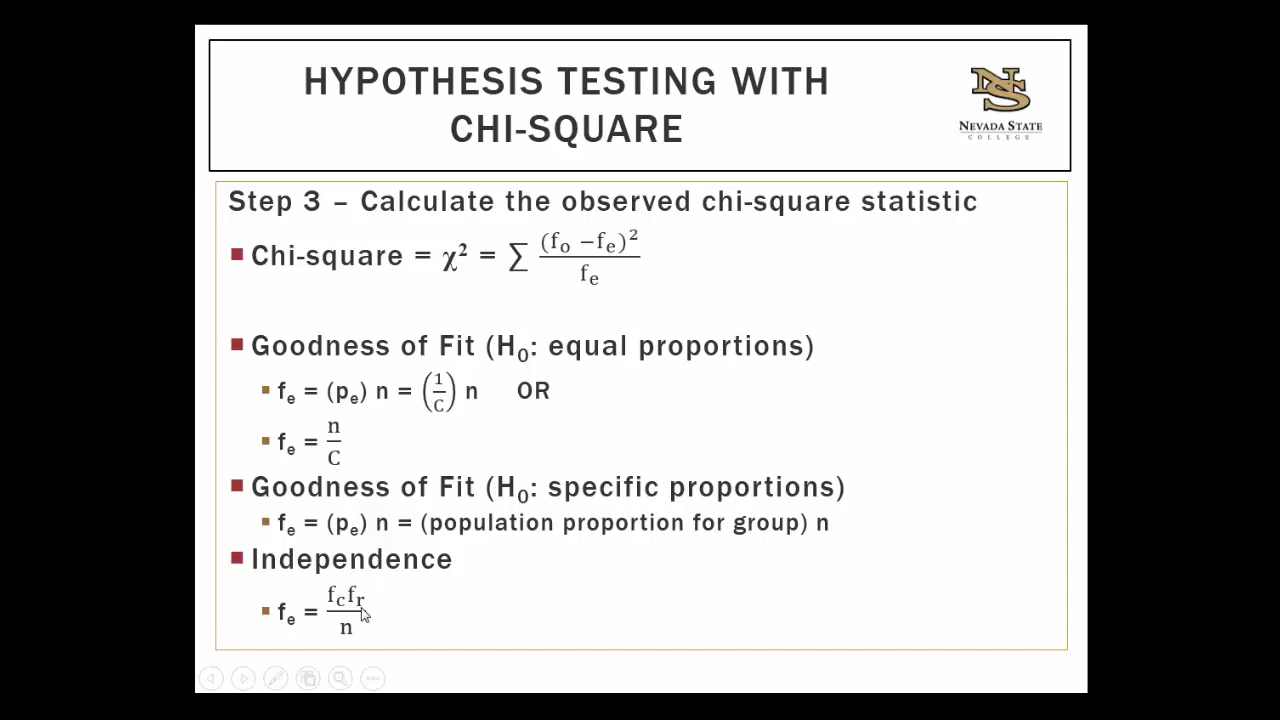 HYPOTHESIS TESTING WITH
CHI-SQUARE
NS
NEVADA STATE
COLLEGE
Step 3 – Calculate the observed chi-square statistic
■ Chi-square = χ² = ∑ (fₒ −fₑ)² / fₑ
■ Goodness of Fit (H₀: equal proportions)
▪ fₑ = (pₑ) n = (1/C) n OR
▪ fₑ = n/C
■ Goodness of Fit (H₀: specific proportions)
▪ fₑ = (pₑ) n = (population proportion for group) n
■ Independence
▪ fₑ = f_c f_r / n